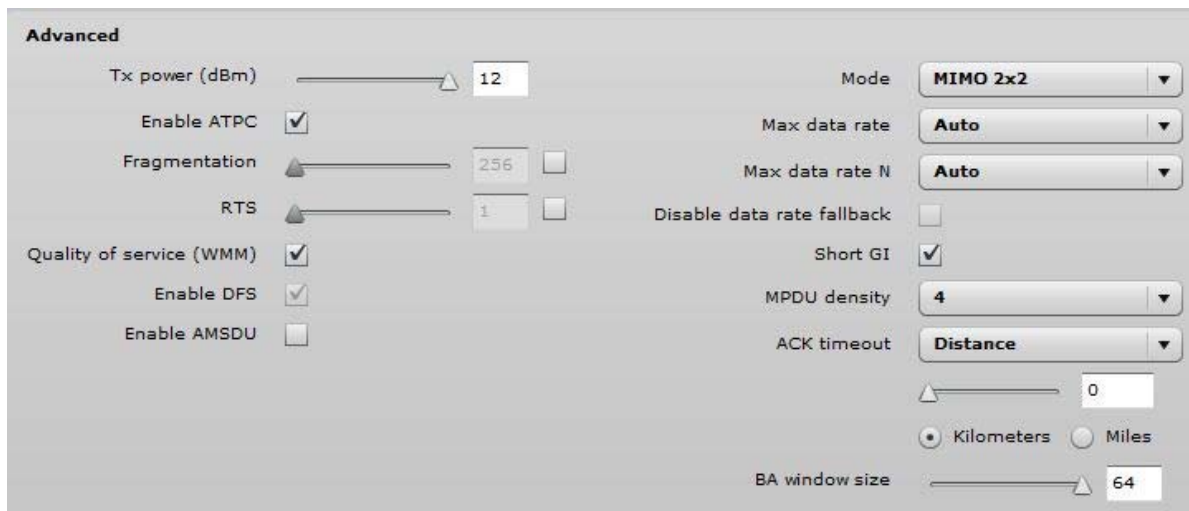 Advanced
Tx power (dBm) 12
Enable ATPC
Fragmentation 256
RTS 1
Quality of service (WMM)
Enable DFS
Enable AMSDU
Mode MIMO 2x2
Max data rate Auto
Max data rate N Auto
Disable data rate fallback
Short GI
MPDU density 4
ACK timeout Distance
0
Kilometers Miles
BA window size 64